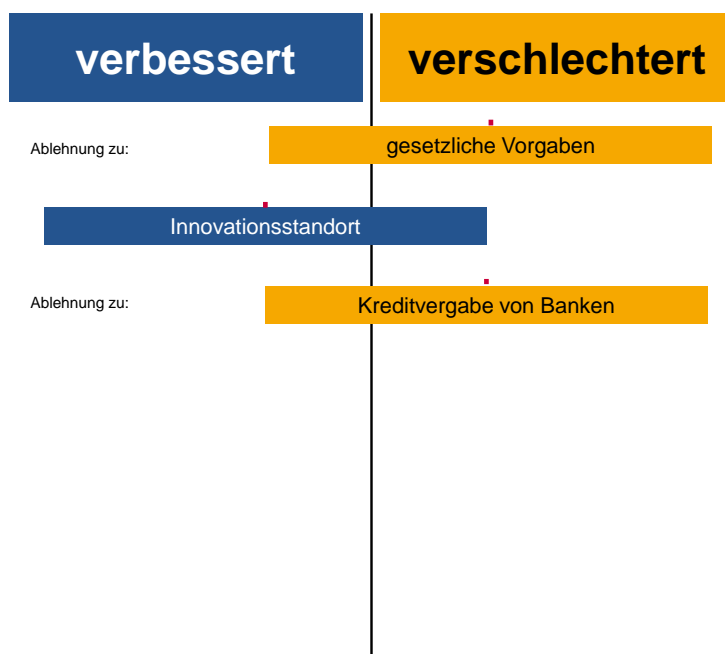 verbessert
verschlechtert
Ablehnung zu:
gesetzliche Vorgaben
Innovationsstandort
Ablehnung zu:
Kreditvergabe von Banken